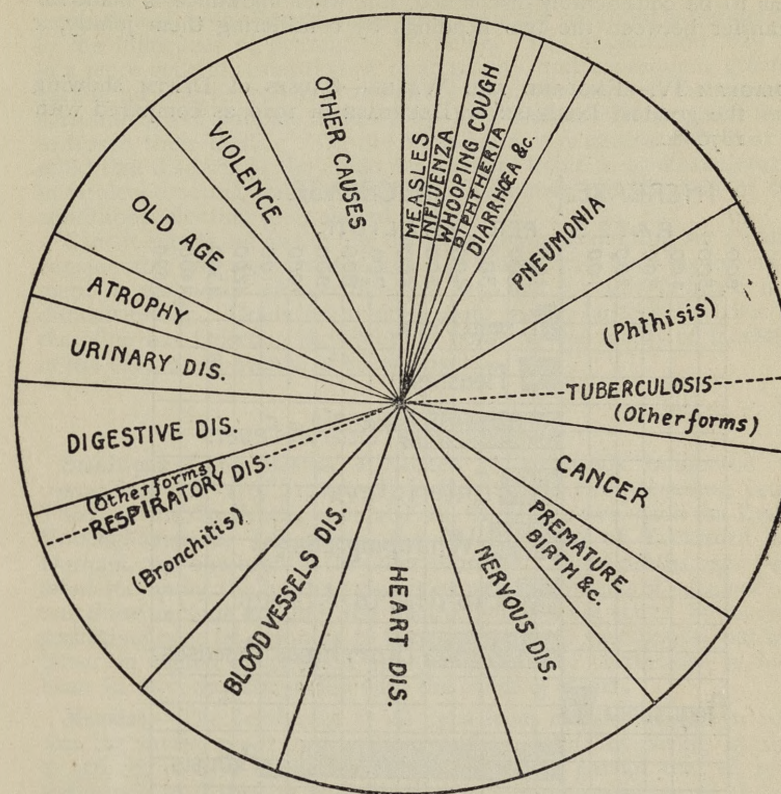 MEASLES
INFLUENZA
WHOOPING COUGH
DIPHTHERIA
DIARRHŒA &c.
PNEUMONIA
(Phthisis)
TUBERCULOSIS
(Other forms)
CANCER
PREMATURE
BIRTH &c.
NERVOUS DIS.
HEART DIS.
BLOOD VESSELS DIS.
(Bronchitis)
RESPIRATORY DIS.
(Other forms)
DIGESTIVE DIS.
URINARY DIS.
ATROPHY
OLD AGE
VIOLENCE
OTHER CAUSES